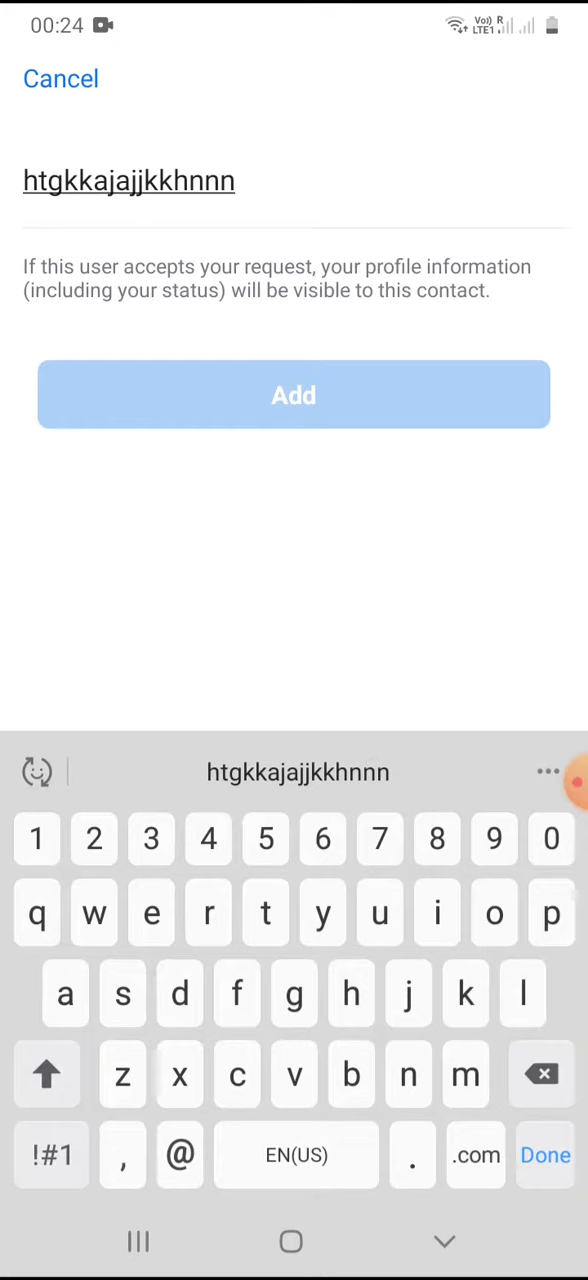 00:24
Vo)) R
LTE1
Cancel
htgkkajajjkkhnnn
If this user accepts your request, your profile information
(including your status) will be visible to this contact.
Add
htgkkajajjkkhnnn
1 2 3 4 5 6 7 8 9 0
q w e r t y u i o p
a s d f g h j k l
z x c v b n m
!#1 , @ EN(US) . .com Done